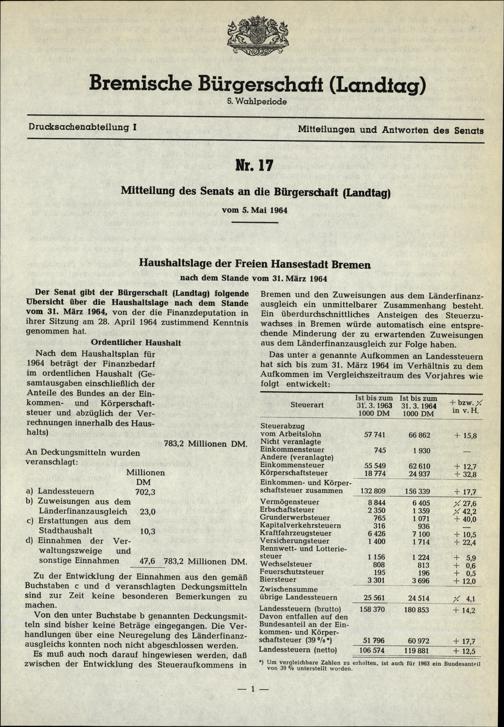 Bremische Bürgerschaft (Landtag)
5. Wahlperiode
Drucksachenabteilung I
Mitteilungen und Antworten des Senats
Nr. 17
Mitteilung des Senats an die Bürgerschaft (Landtag)
vom 5. Mai 1964
Haushaltslage der Freien Hansestadt Bremen
nach dem Stande vom 31. März 1964
Der Senat gibt der Bürgerschaft (Landtag) folgende
Übersicht über die Haushaltslage nach dem Stande
vom 31. März 1964, von der die Finanzdeputation in
ihrer Sitzung am 28. April 1964 zustimmend Kenntnis
genommen hat.
Ordentlicher Haushalt
Nach dem Haushaltsplan für
1964 beträgt der Finanzbedarf
im ordentlichen Haushalt (Ge-
samtausgaben einschließlich der
Anteile des Bundes an der Ein-
kommen- und Körperschaft-
steuer und abzüglich der Ver-
rechnungen innerhalb des Haus-
halts)
783,2 Millionen DM.
An Deckungsmitteln wurden
veranschlagt:
Millionen
DM
a) Landessteuern 702,3
b) Zuweisungen aus dem
Länderfinanzausgleich 23,0
c) Erstattungen aus dem
Stadthaushalt 10,3
d) Einnahmen der Ver-
waltungszweige und
sonstige Einnahmen 47,6 783,2 Millionen DM.
Zu der Entwicklung der Einnahmen aus den gemäß
Buchstaben c und d veranschlagten Deckungsmitteln
sind zur Zeit keine besonderen Bemerkungen zu
machen.
Von den unter Buchstabe b genannten Deckungsmit-
teln sind bisher keine Beträge eingegangen. Die Ver-
handlungen über eine Neuregelung des Länderfinanz-
ausgleichs konnten noch nicht abgeschlossen werden.
Es muß auch noch darauf hingewiesen werden, daß
zwischen der Entwicklung des Steueraufkommens in
Bremen und den Zuweisungen aus dem Länderfinanz-
ausgleich ein unmittelbarer Zusammenhang besteht.
Ein überdurchschnittliches Ansteigen des Steuerzu-
wachses in Bremen würde automatisch eine entspre-
chende Minderung der zu erwartenden Zuweisungen
aus dem Länderfinanzausgleich zur Folge haben.
Das unter a genannte Aufkommen an Landessteuern
hat sich bis zum 31. März 1964 im Verhältnis zu dem
Aufkommen im Vergleichszeitraum des Vorjahres wie
folgt entwickelt:
Steuerart Ist bis zum 31. 3. 1963 1000 DM Ist bis zum 31. 3. 1964 1000 DM + bzw. ⁒ in v. H.
Steuerabzug
vom Arbeitslohn 57 741 66 862 + 15,8
Nicht veranlagte
Einkommensteuer 745 1 930 —
Andere (veranlagte)
Einkommensteuer 55 549 62 610 + 12,7
Körperschaftsteuer 18 774 24 937 + 32,8
Einkommen- und Körper-
schaftsteuer zusammen 132 809 156 339 + 17,7
Vermögensteuer 8 844 6 405 ⁒ 27,6
Erbschaftsteuer 2 350 1 359 ⁒ 42,2
Grunderwerbsteuer 765 1 071 + 40,0
Kapitalverkehrsteuern 316 936 —
Kraftfahrzeugsteuer 6 426 7 100 + 10,5
Versicherungsteuer 1 400 1 714 + 22,4
Rennwett- und Lotterie-
steuer 1 156 1 224 + 5,9
Wechselsteuer 808 813 + 0,6
Feuerschutzsteuer 195 196 + 0,5
Biersteuer 3 301 3 696 + 12,0
Zwischensumme
übrige Landessteuern 25 561 24 514 ⁒ 4,1
Landessteuern (brutto) 158 370 180 853 + 14,2
Davon entfallen auf den
Bundesanteil an der Ein-
kommen- und Körper-
schaftsteuer (39 %*) 51 796 60 972 + 17,7
Landessteuern (netto) 106 574 119 881 + 12,5
*) Um vergleichbare Zahlen zu erhalten, ist auch für 1963 ein Bundesanteil
von 39 % unterstellt worden.
— 1 —